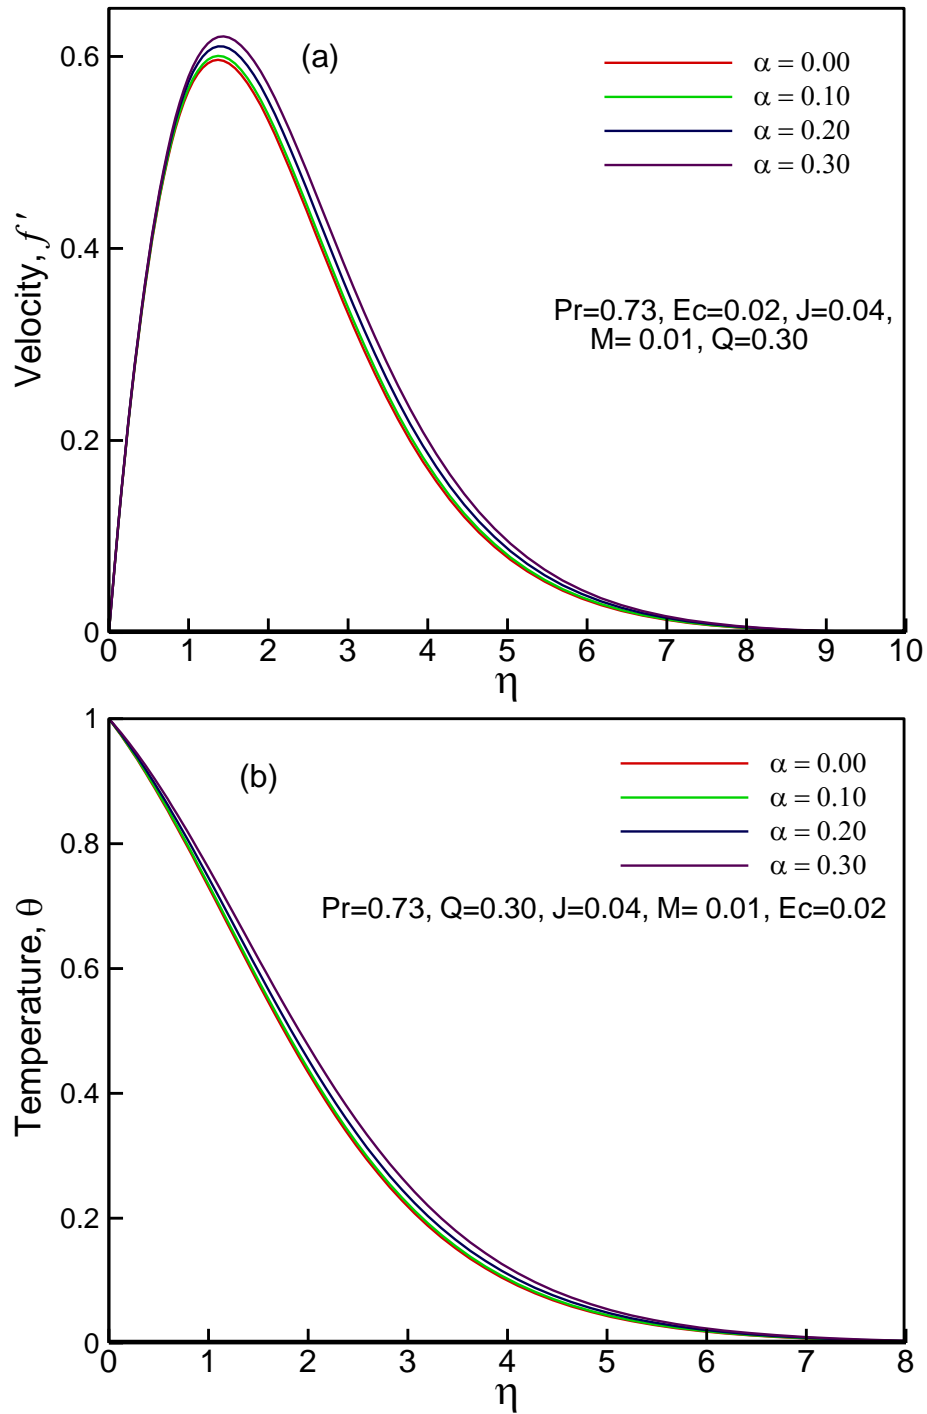 (a)
α = 0.00
α = 0.10
α = 0.20
α = 0.30
Pr=0.73, Ec=0.02, J=0.04,
M= 0.01, Q=0.30
Velocity, f′
0.6
0.4
0.2
0
0 1 2 3 4 5 6 7 8 9 10
η
(b)
α = 0.00
α = 0.10
α = 0.20
α = 0.30
Pr=0.73, Q=0.30, J=0.04, M= 0.01, Ec=0.02
Temperature, θ
1
0.8
0.6
0.4
0.2
0
0 1 2 3 4 5 6 7 8
η